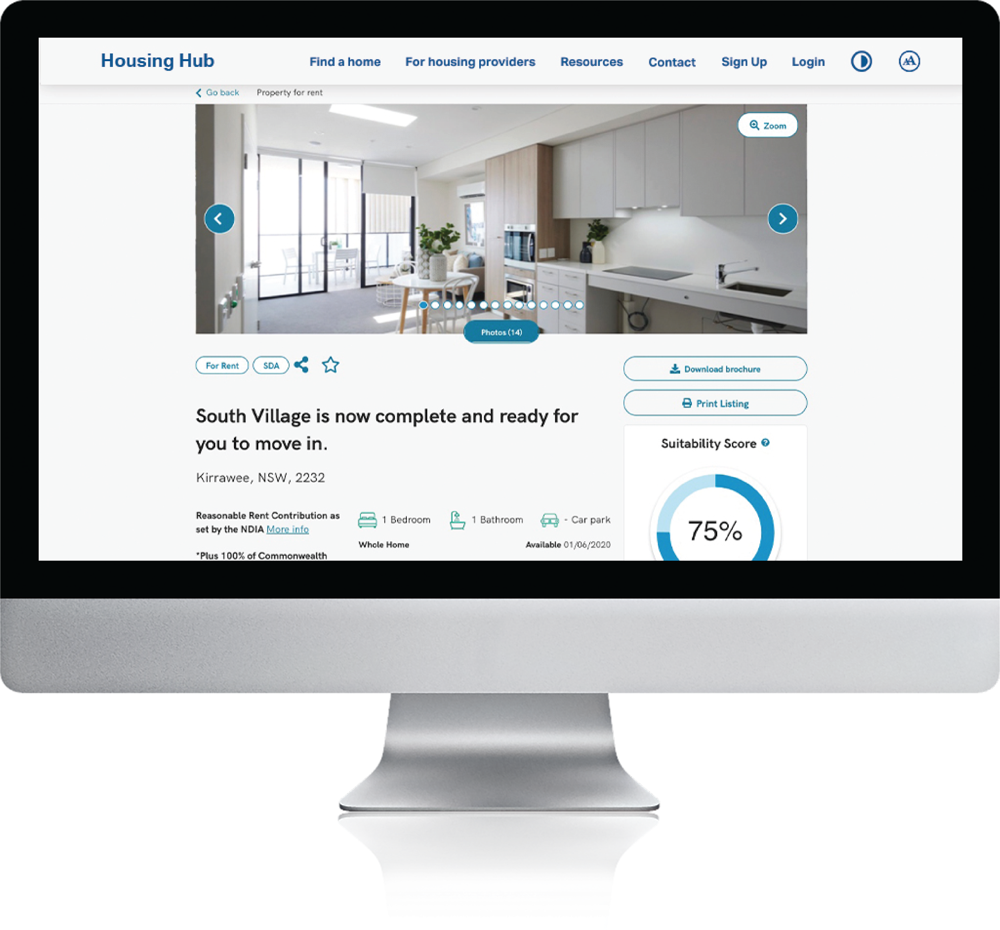 Housing Hub
Find a home
For housing providers
Resources
Contact
Sign Up
Login
AA
Go back
Property for rent
Zoom
Photos (14)
For Rent
SDA
Download brochure
Print Listing
South Village is now complete and ready for
you to move in.
Kirrawee, NSW, 2232
Reasonable Rent Contribution as
set by the NDIA More info
*Plus 100% of Commonwealth
1 Bedroom
1 Bathroom
- Car park
Whole Home
Available 01/06/2020
Suitability Score ?
75%